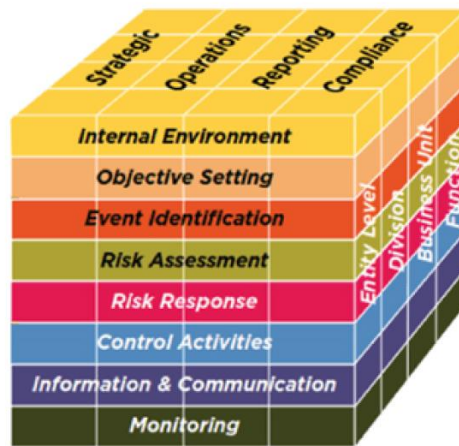 Strategic
Operations
Reporting
Compliance
Internal Environment
Objective Setting
Event Identification
Risk Assessment
Risk Response
Control Activities
Information & Communication
Monitoring
Entity Level
Division
Business Unit
Function